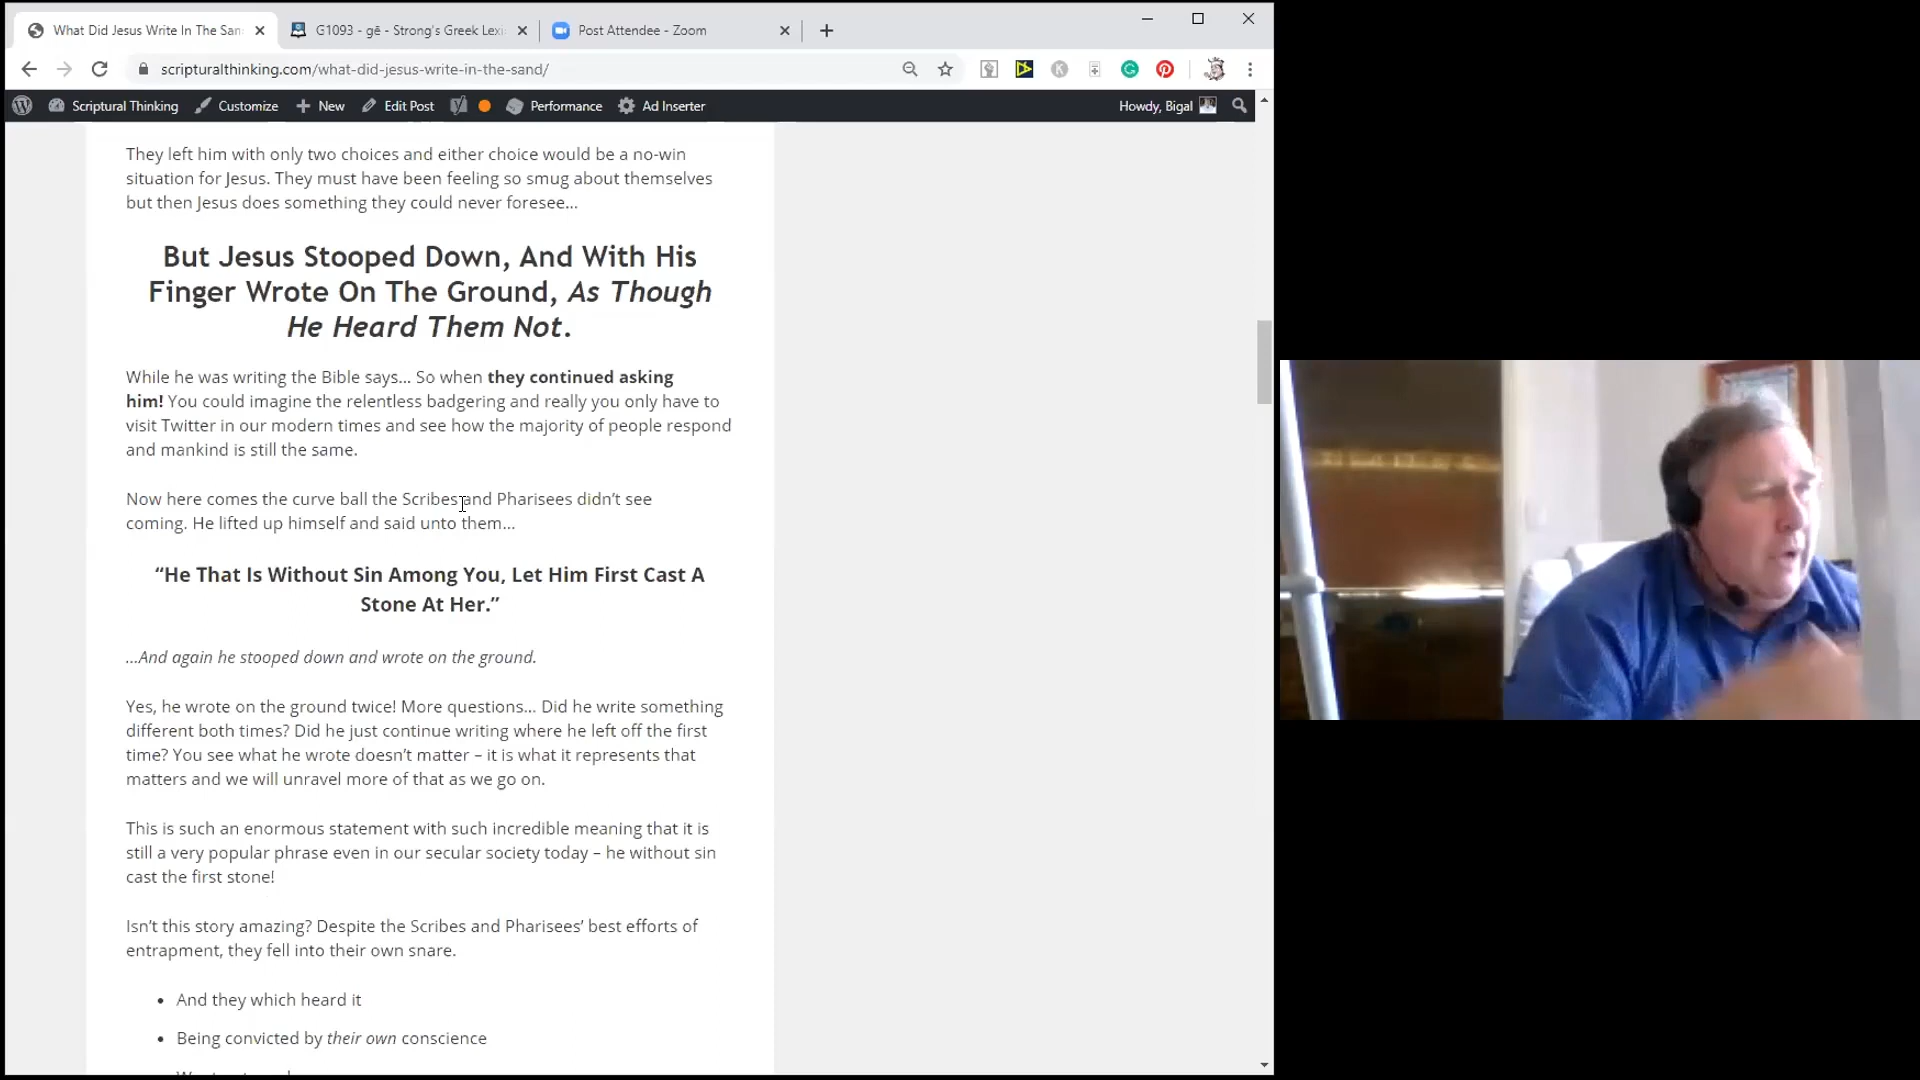 What Did Jesus Write In The San
G1093 - gē - Strong's Greek Lexi
Post Attendee - Zoom
scripturalthinking.com/what-did-jesus-write-in-the-sand/
Scriptural Thinking
Customize
New
Edit Post
Performance
Ad Inserter
Howdy, Bigal
They left him with only two choices and either choice would be a no-win
situation for Jesus. They must have been feeling so smug about themselves
but then Jesus does something they could never foresee...
But Jesus Stooped Down, And With His
Finger Wrote On The Ground, As Though
He Heard Them Not.
While he was writing the Bible says... So when they continued asking
him! You could imagine the relentless badgering and really you only have to
visit Twitter in our modern times and see how the majority of people respond
and mankind is still the same.
Now here comes the curve ball the Scribes and Pharisees didn’t see
coming. He lifted up himself and said unto them...
“He That Is Without Sin Among You, Let Him First Cast A
Stone At Her.”
...And again he stooped down and wrote on the ground.
Yes, he wrote on the ground twice! More questions... Did he write something
different both times? Did he just continue writing where he left off the first
time? You see what he wrote doesn’t matter – it is what it represents that
matters and we will unravel more of that as we go on.
This is such an enormous statement with such incredible meaning that it is
still a very popular phrase even in our secular society today – he without sin
cast the first stone!
Isn’t this story amazing? Despite the Scribes and Pharisees’ best efforts of
entrapment, they fell into their own snare.
• And they which heard it
• Being convicted by their own conscience